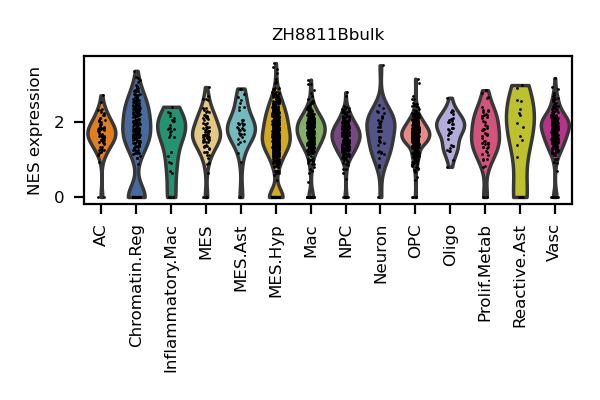 ZH8811Bbulk
NES expression
2
0
AC
Chromatin.Reg
Inflammatory.Mac
MES
MES.Ast
MES.Hyp
Mac
NPC
Neuron
OPC
Oligo
Prolif.Metab
Reactive.Ast
Vasc